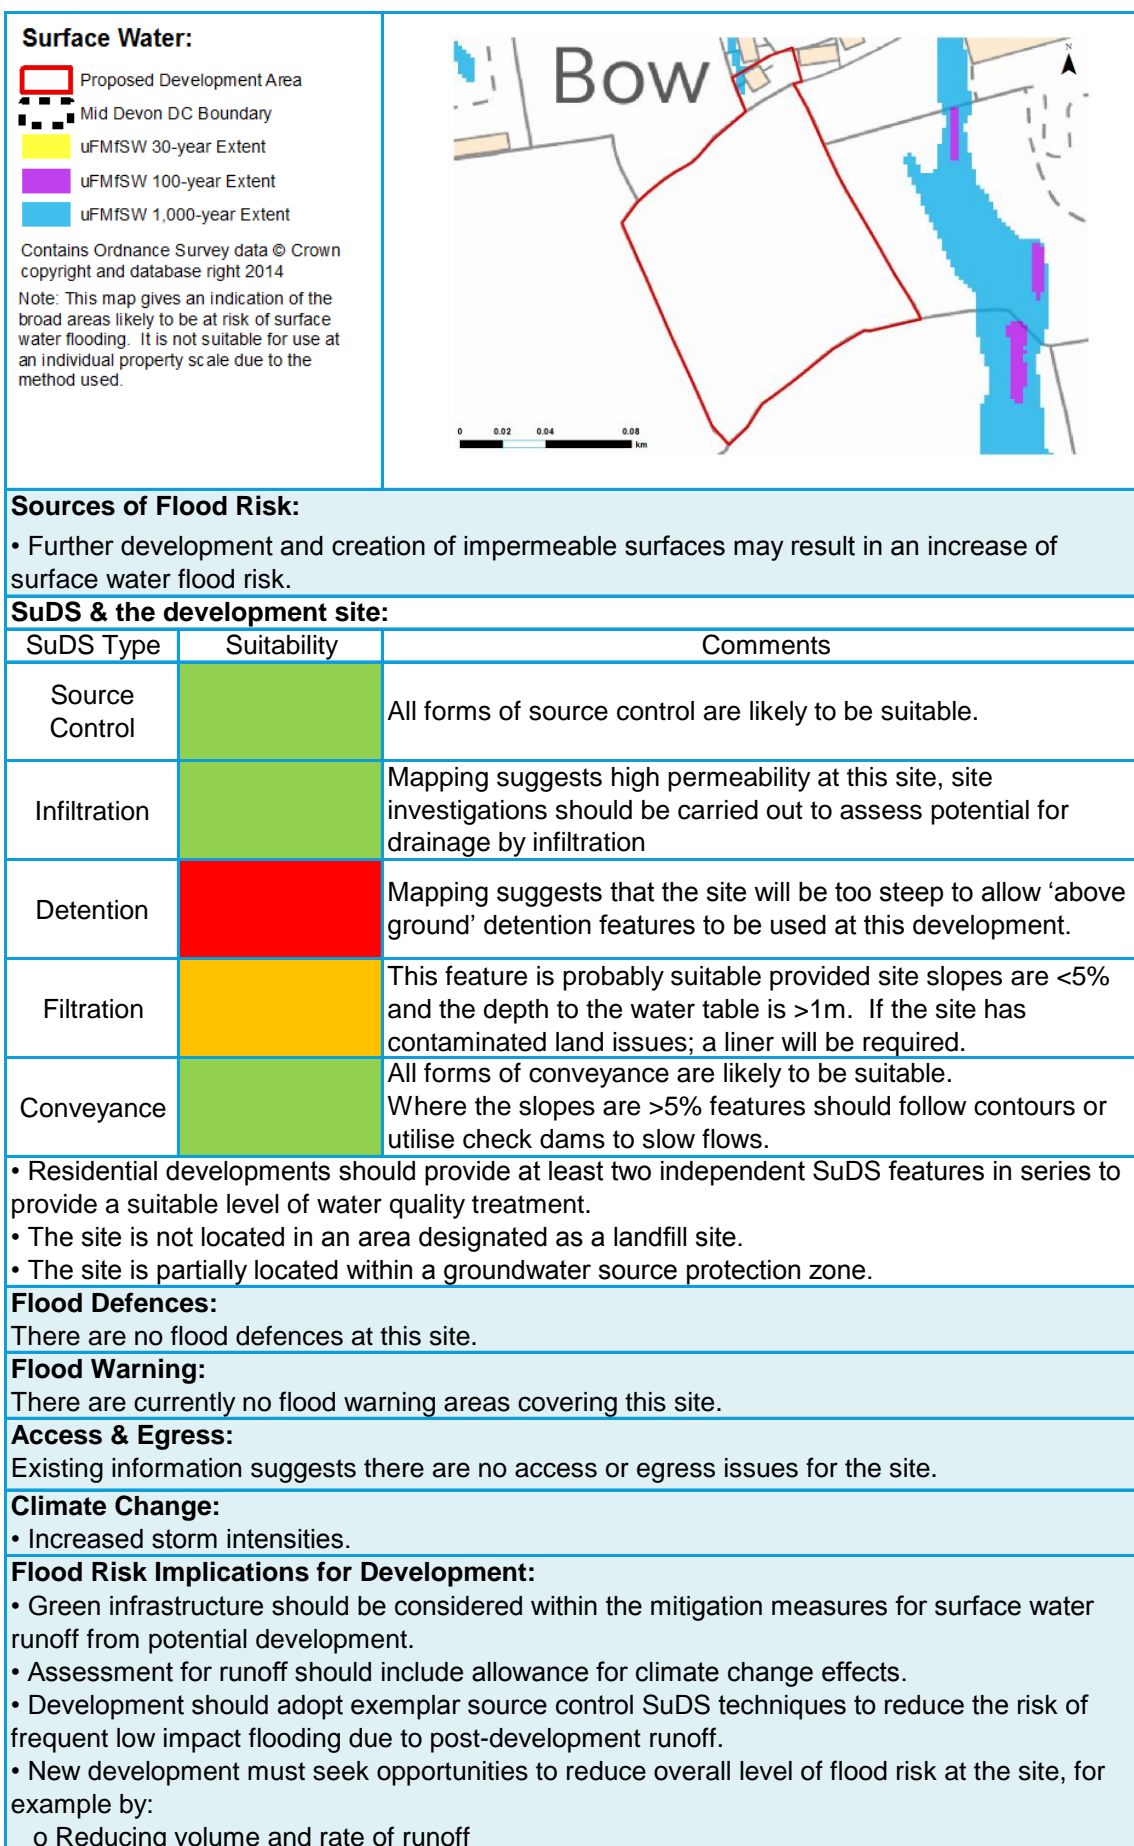 Surface Water:
Proposed Development Area
Mid Devon DC Boundary
uFMfSW 30-year Extent
uFMfSW 100-year Extent
uFMfSW 1,000-year Extent
Contains Ordnance Survey data © Crown
copyright and database right 2014
Note: This map gives an indication of the
broad areas likely to be at risk of surface
water flooding.  It is not suitable for use at
an individual property scale due to the
method used.
Bow
N
0 0.02 0.04 0.08
km
Sources of Flood Risk:
• Further development and creation of impermeable surfaces may result in an increase of
surface water flood risk.
SuDS & the development site:
SuDS Type Suitability Comments
Source
Control
All forms of source control are likely to be suitable.
Infiltration
Mapping suggests high permeability at this site, site
investigations should be carried out to assess potential for
drainage by infiltration
Detention
Mapping suggests that the site will be too steep to allow ‘above
ground’ detention features to be used at this development.
Filtration
This feature is probably suitable provided site slopes are <5%
and the depth to the water table is >1m.  If the site has
contaminated land issues; a liner will be required.
Conveyance
All forms of conveyance are likely to be suitable.
Where the slopes are >5% features should follow contours or
utilise check dams to slow flows.
• Residential developments should provide at least two independent SuDS features in series to
provide a suitable level of water quality treatment.
• The site is not located in an area designated as a landfill site.
• The site is partially located within a groundwater source protection zone.
Flood Defences:
There are no flood defences at this site.
Flood Warning:
There are currently no flood warning areas covering this site.
Access & Egress:
Existing information suggests there are no access or egress issues for the site.
Climate Change:
• Increased storm intensities.
Flood Risk Implications for Development:
• Green infrastructure should be considered within the mitigation measures for surface water
runoff from potential development.
• Assessment for runoff should include allowance for climate change effects.
• Development should adopt exemplar source control SuDS techniques to reduce the risk of
frequent low impact flooding due to post-development runoff.
• New development must seek opportunities to reduce overall level of flood risk at the site, for
example by:
o Reducing volume and rate of runoff